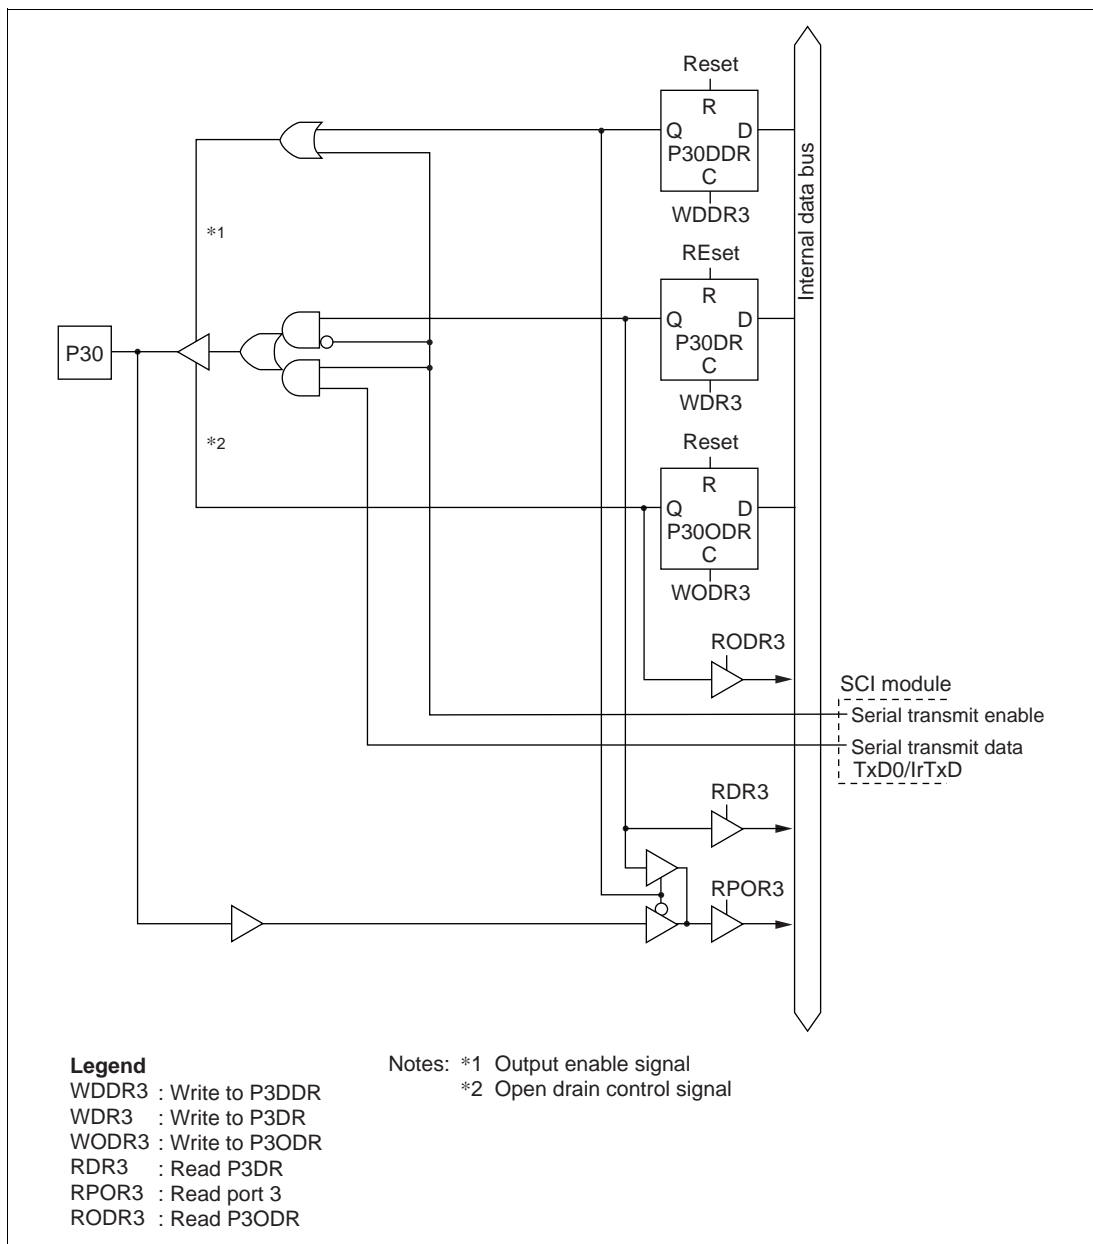 Reset
R
Q D
P30DDR
C
WDDR3
Internal data bus
*1
REset
R
Q D
P30DR
C
WDR3
P30
*2
Reset
R
Q D
P30ODR
C
WODR3
RODR3
SCI module
Serial transmit enable
Serial transmit data
TxD0/IrTxD
RDR3
RPOR3
Legend
WDDR3 : Write to P3DDR
WDR3 : Write to P3DR
WODR3 : Write to P3ODR
RDR3 : Read P3DR
RPOR3 : Read port 3
RODR3 : Read P3ODR
Notes: *1 Output enable signal
*2 Open drain control signal